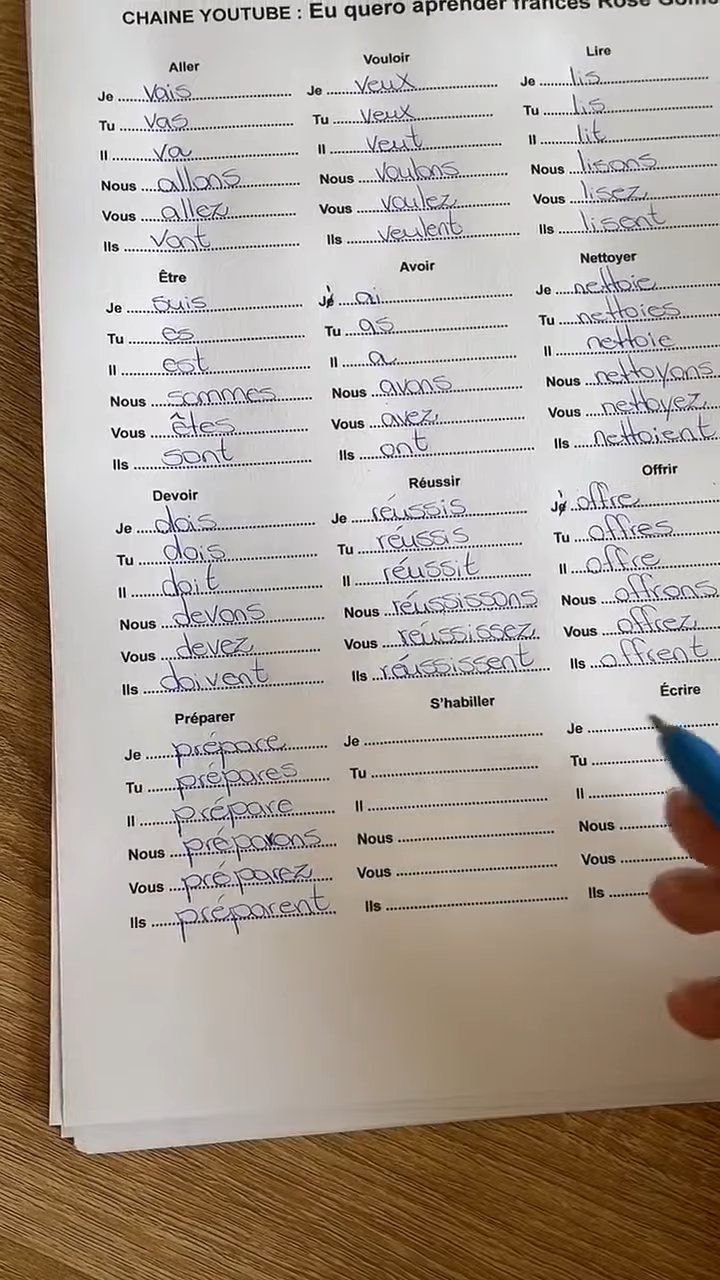 CHAINE YOUTUBE : Eu quero aprender francês Rose
Aller
Je vais
Tu vas
Il va
Nous allons
Vous allez
Ils vont
Vouloir
Je veux
Tu veux
Il veut
Nous voulons
Vous voulez
Ils veulent
Lire
Je lis
Tu lis
Il lit
Nous lisons
Vous lisez
Ils lisent
Être
Je suis
Tu es
Il est
Nous sommes
Vous êtes
Ils sont
Avoir
J' ai
Tu as
Il a
Nous avons
Vous avez
Ils ont
Nettoyer
Je nettoie
Tu nettoies
Il nettoie
Nous nettoyons
Vous nettoyez
Ils nettoient
Devoir
Je dois
Tu dois
Il doit
Nous devons
Vous devez
Ils doivent
Réussir
Je réussis
Tu réussis
Il réussit
Nous réussissons
Vous réussissez
Ils réussissent
Offrir
J' offre
Tu offres
Il offre
Nous offrons
Vous offrez
Ils offrent
Préparer
Je prépare
Tu prépares
Il prépare
Nous préparons
Vous préparez
Ils préparent
S'habiller
Je
Tu
Il
Nous
Vous
Ils
Écrire
Je
Tu
Il
Nous
Vous
Ils